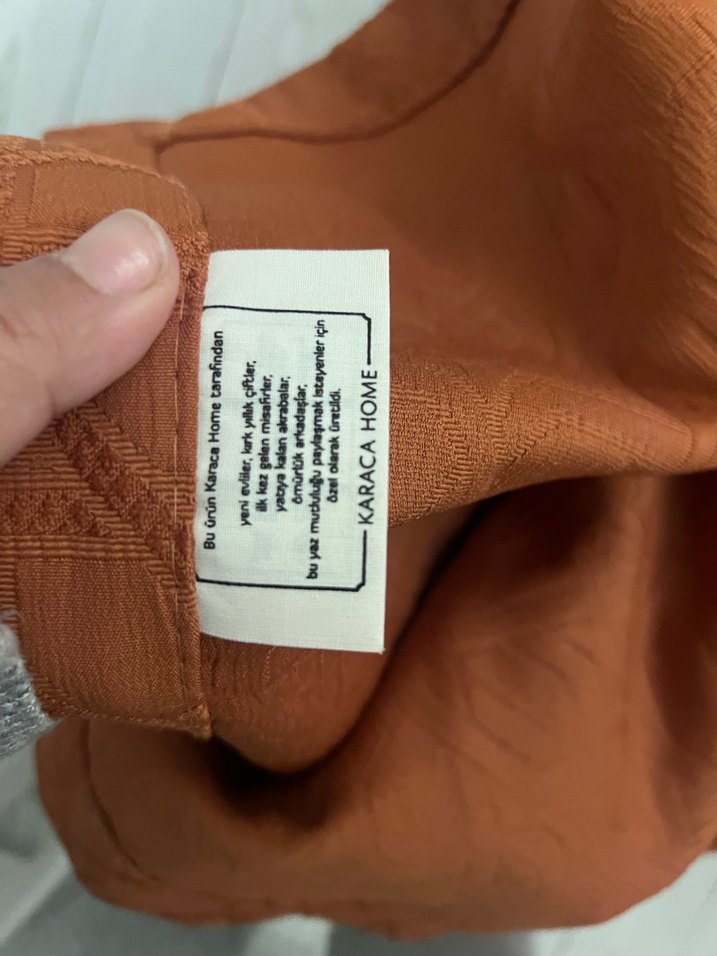 Bu ürün Karaca Home tarafından
yeni evliler, kırk yıllık çiftler,
ilk kez gelen misafirler,
yatıya kalan akrabalar,
ömürlük arkadaşlar,
bu yaz mutluluğu paylaşmak isteyenler için
özel olarak üretildi.
KARACA HOME